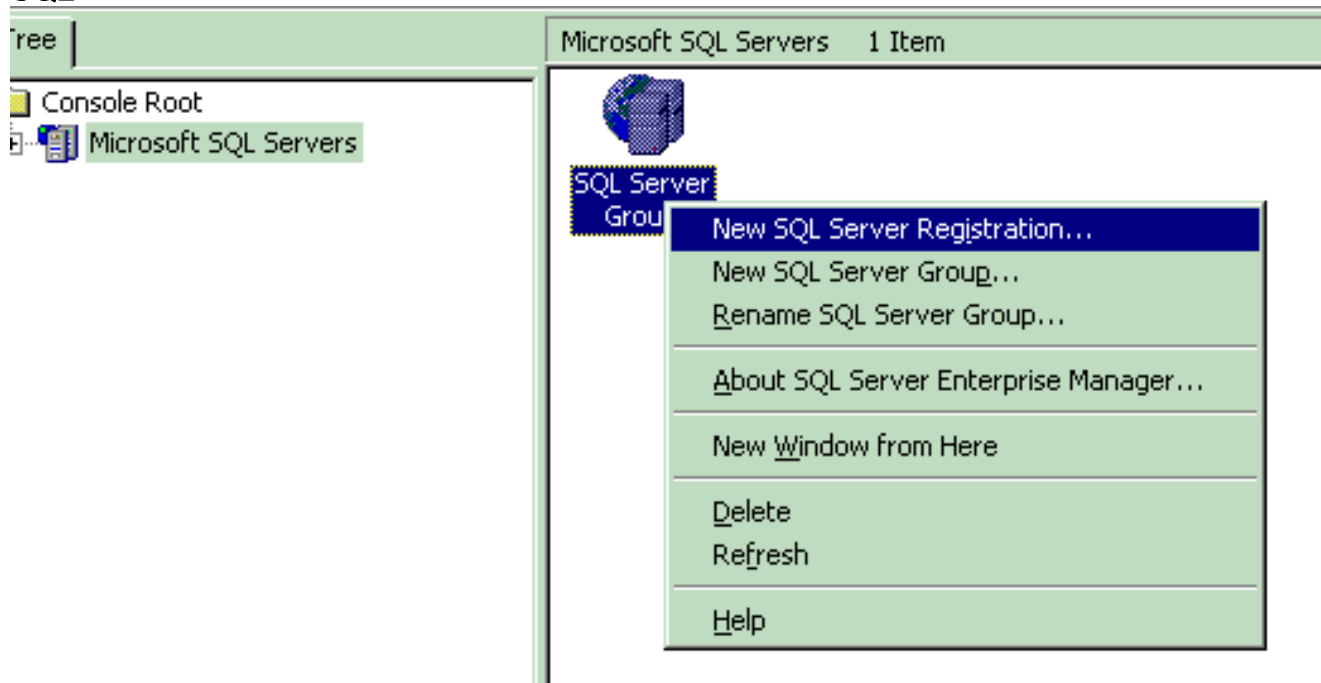 Tree
Microsoft SQL Servers 1 Item
Console Root
Microsoft SQL Servers
SQL Server
Grou
New SQL Server Registration...
New SQL Server Group...
Rename SQL Server Group...
About SQL Server Enterprise Manager...
New Window from Here
Delete
Refresh
Help